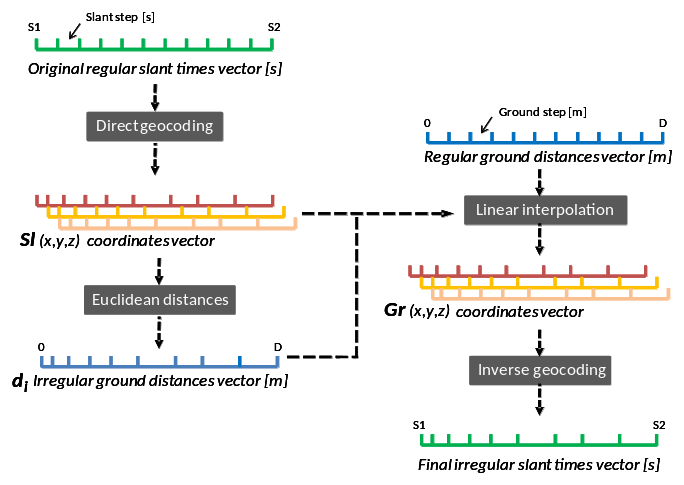 Slant step [s]
S1
S2
Original regular slant times vector [s]
Direct geocoding
Sl (x,y,z) coordinates vector
Euclidean distances
0
D
di Irregular ground distances vector [m]
Ground step [m]
0
D
Regular ground distances vector [m]
Linear interpolation
Gr (x,y,z) coordinates vector
Inverse geocoding
S1
S2
Final irregular slant times vector [s]